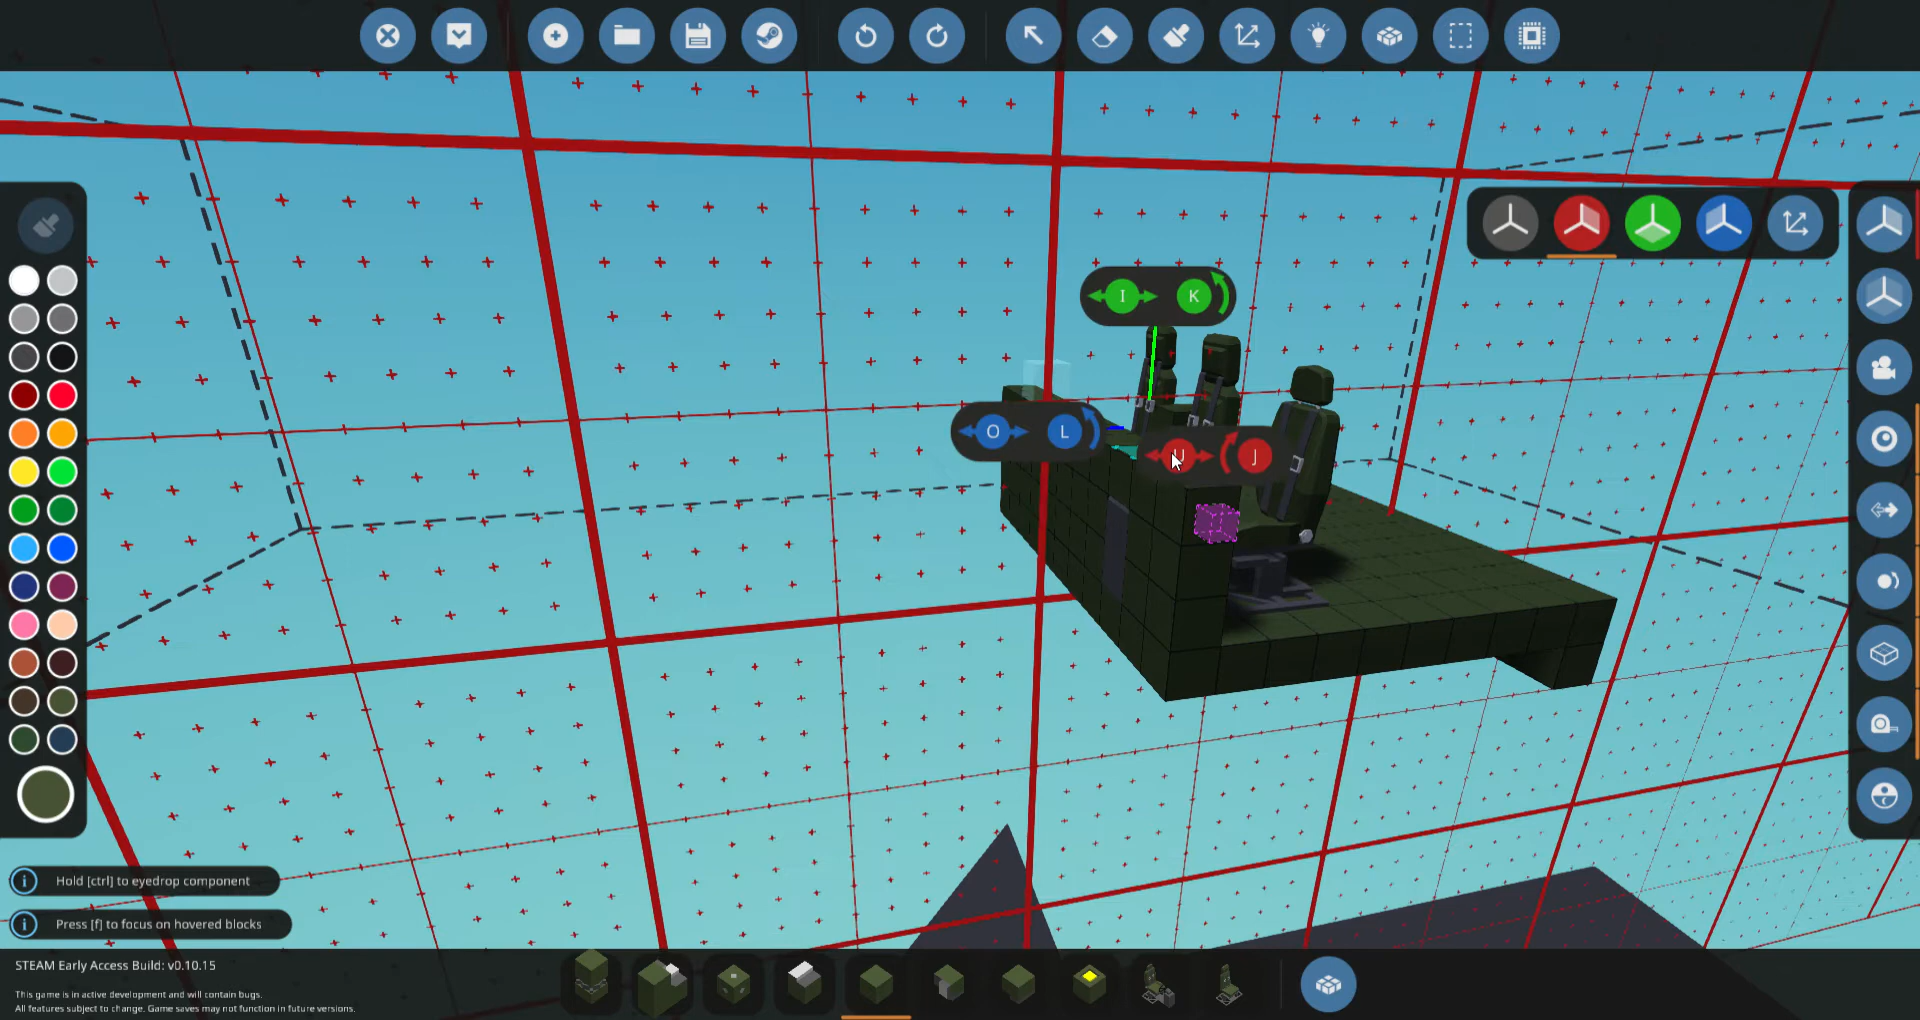 I K
O L
U J
Hold [ctrl] to eyedrop component
Press [f] to focus on hovered blocks
STEAM Early Access Build: v0.10.15
This game is in active development and will contain bugs.
All features subject to change. Game saves may not function in future versions.